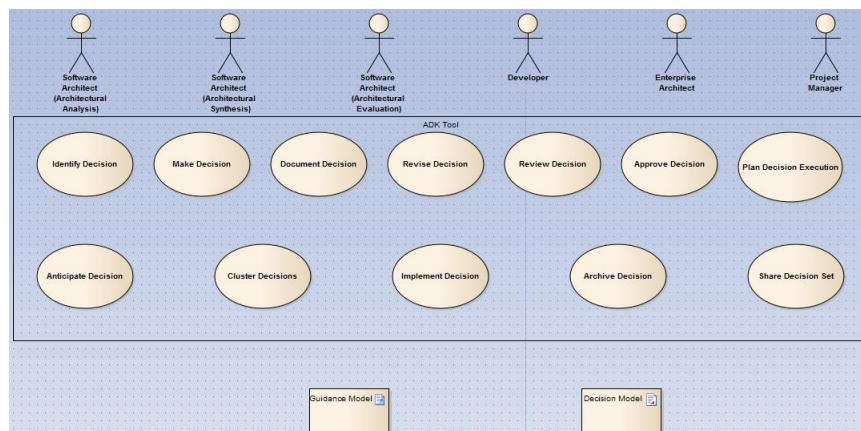 Software
Architect
(Architectural
Analysis)
Software
Architect
(Architectural
Synthesis)
Software
Architect
(Architectural
Evaluation)
Developer
Enterprise
Architect
Project
Manager
ADK Tool
Identify Decision
Make Decision
Document Decision
Revise Decision
Review Decision
Approve Decision
Plan Decision Execution
Anticipate Decision
Cluster Decisions
Implement Decision
Archive Decision
Share Decision Set
Guidance Model
Decision Model